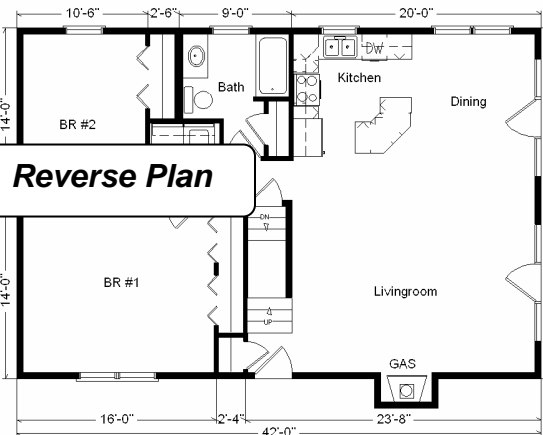 10'-6" 2'-6" 9'-0" 20'-0"
DW
Kitchen
Bath
Dining
14'-0"
BR #2
Reverse Plan
DN
14'-0"
BR #1
Livingroom
UP
GAS
16'-0" 2'-4" 23'-8"
42'-0"